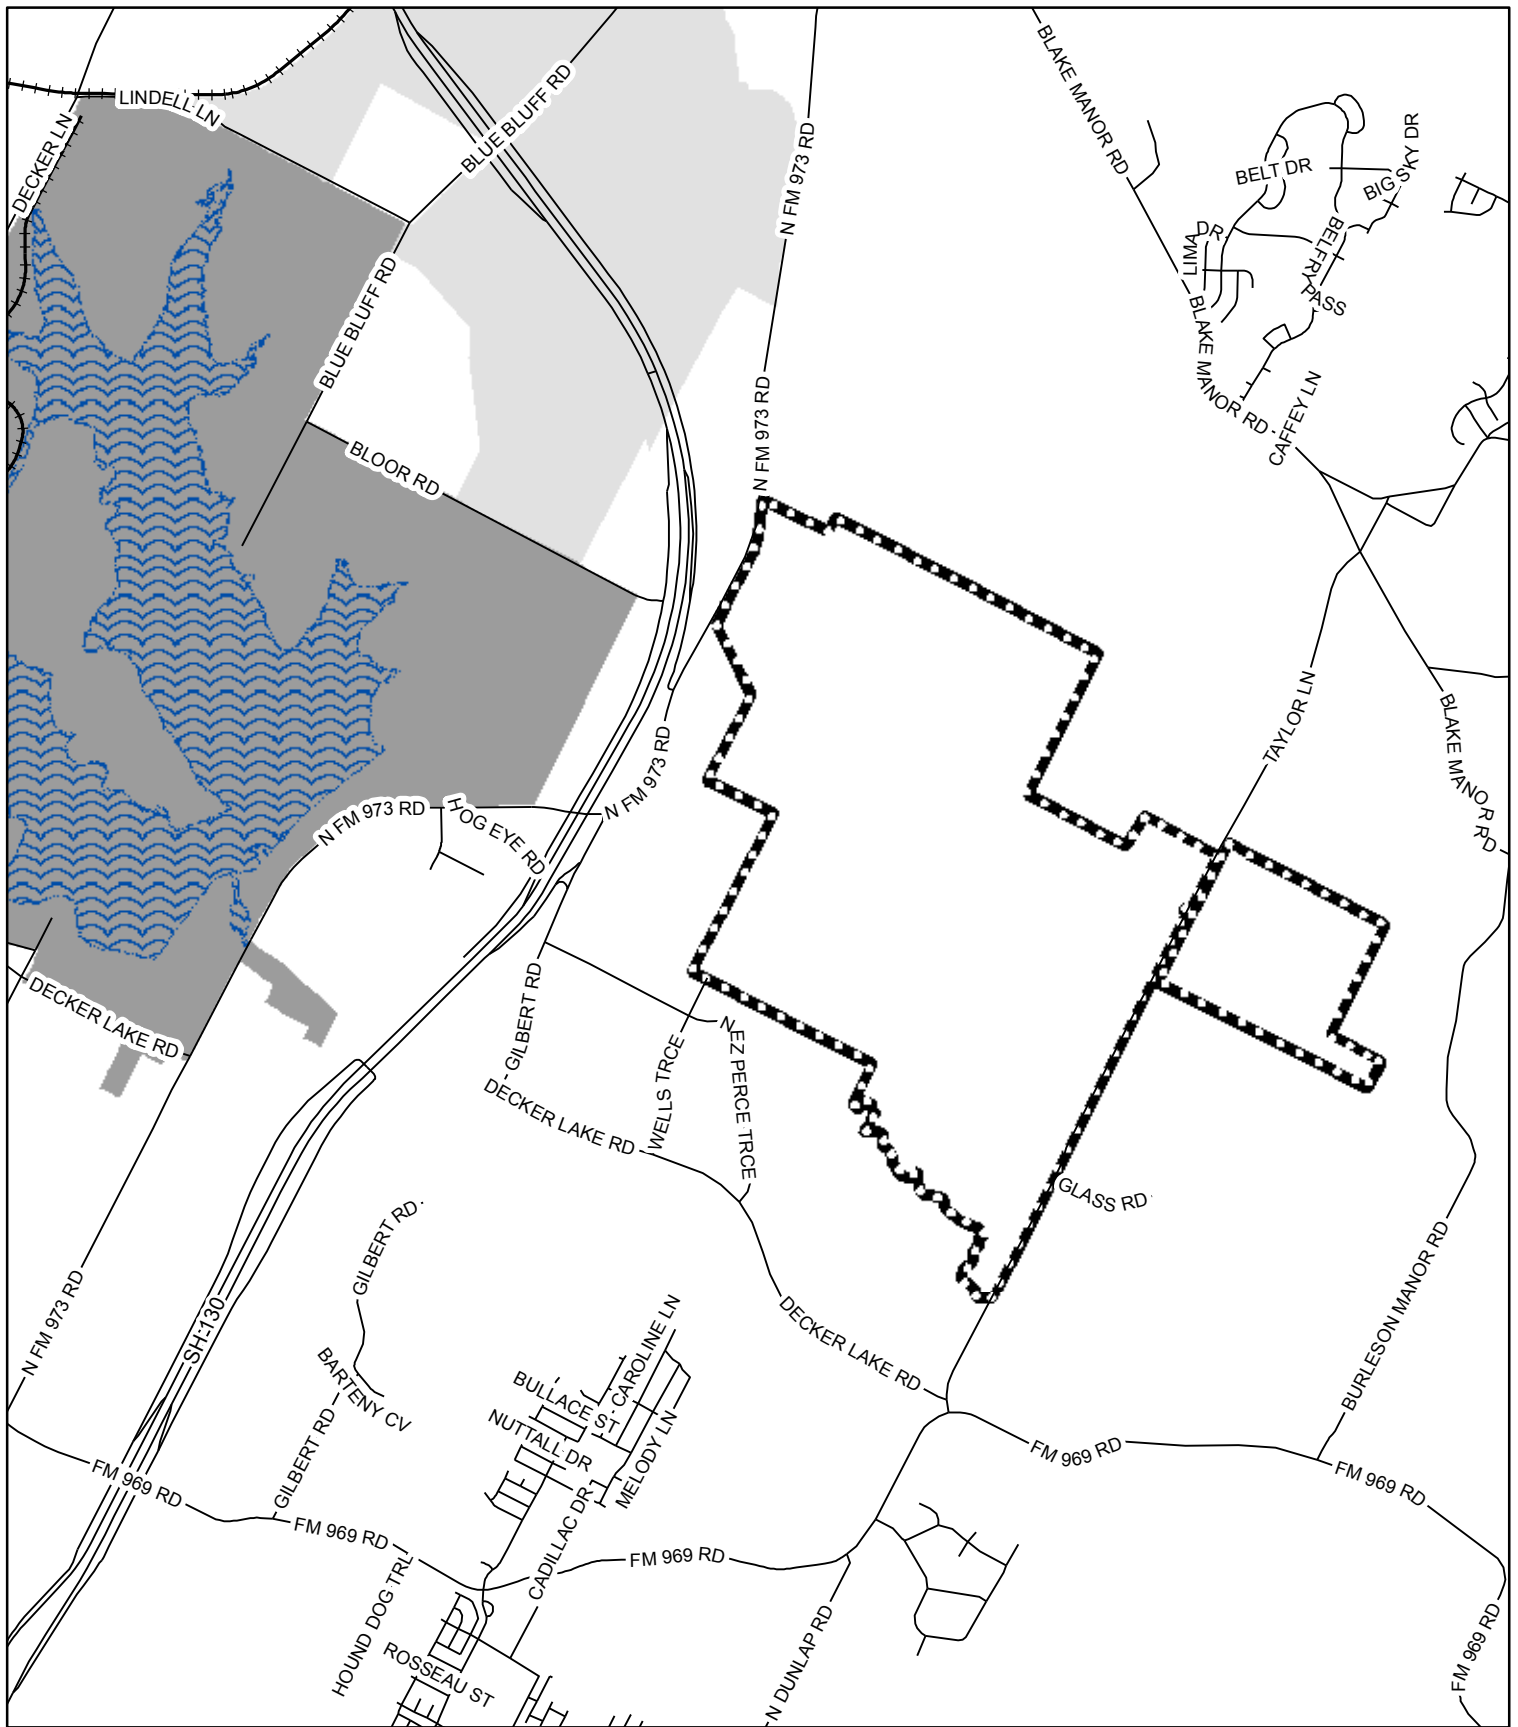 LINDELL LN
BLUE BLUFF RD
BLAKE MANOR RD
DECKER LN
N FM 973 RD
BELT DR
BIG SKY DR
LIMA DR
BELFRY PASS
BLUE BLUFF RD
BLAKE MANOR RD
N FM 973 RD
CAFFEY LN
BLOOR RD
TAYLOR LN
BLAKE MANOR RD
N FM 973 RD
N FM 973 RD
HOG EYE RD
DECKER LAKE RD
GILBERT RD
WELLS TRCE
NEZ PERCE TRCE
DECKER LAKE RD
GLASS RD
GILBERT RD
N FM 973 RD
SH 130
BURLESON MANOR RD
CAROLINE LN
DECKER LAKE RD
BARTENY CV
BULLACE ST
NUTTALL DR
MELODY LN
GILBERT RD
FM 969 RD
FM 969 RD
FM 969 RD
CADILLAC DR
FM 969 RD
FM 969 RD
HOUND DOG TRL
ROSSEAU ST
N DUNLAP RD
FM 969 RD